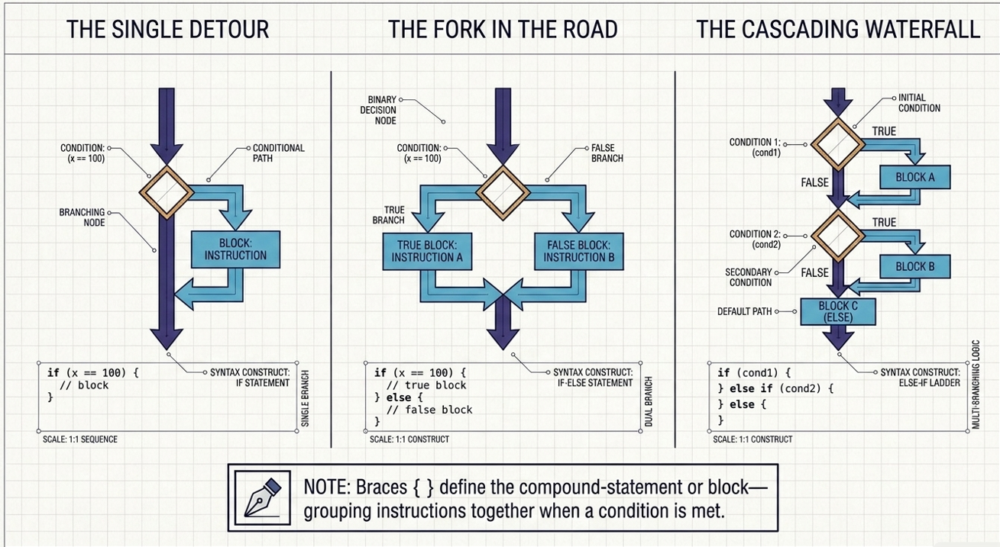 THE SINGLE DETOUR
CONDITION:
(x == 100)
CONDITIONAL
PATH
BRANCHING
NODE
BLOCK:
INSTRUCTION
if (x == 100) {
  // block
}
SYNTAX CONSTRUCT:
IF STATEMENT
SINGLE BRANCH
SCALE: 1:1 SEQUENCE
THE FORK IN THE ROAD
BINARY
DECISION
NODE
CONDITION:
(x == 100)
FALSE
BRANCH
TRUE
BRANCH
TRUE BLOCK:
INSTRUCTION A
FALSE BLOCK:
INSTRUCTION B
if (x == 100) {
  // true block
} else {
  // false block
}
SYNTAX CONSTRUCT:
IF-ELSE STATEMENT
DUAL BRANCH
SCALE: 1:1 CONSTRUCT
THE CASCADING WATERFALL
INITIAL
CONDITION
CONDITION 1:
(cond1)
TRUE
BLOCK A
FALSE
CONDITION 2:
(cond2)
TRUE
BLOCK B
SECONDARY
CONDITION
FALSE
DEFAULT PATH
BLOCK C
(ELSE)
if (cond1) {
} else if (cond2) {
} else {
}
SYNTAX CONSTRUCT:
ELSE-IF LADDER
MULTI-BRANCHING LOGIC
SCALE: 1:1 CONSTRUCT
NOTE: Braces { } define the compound-statement or block—
grouping instructions together when a condition is met.